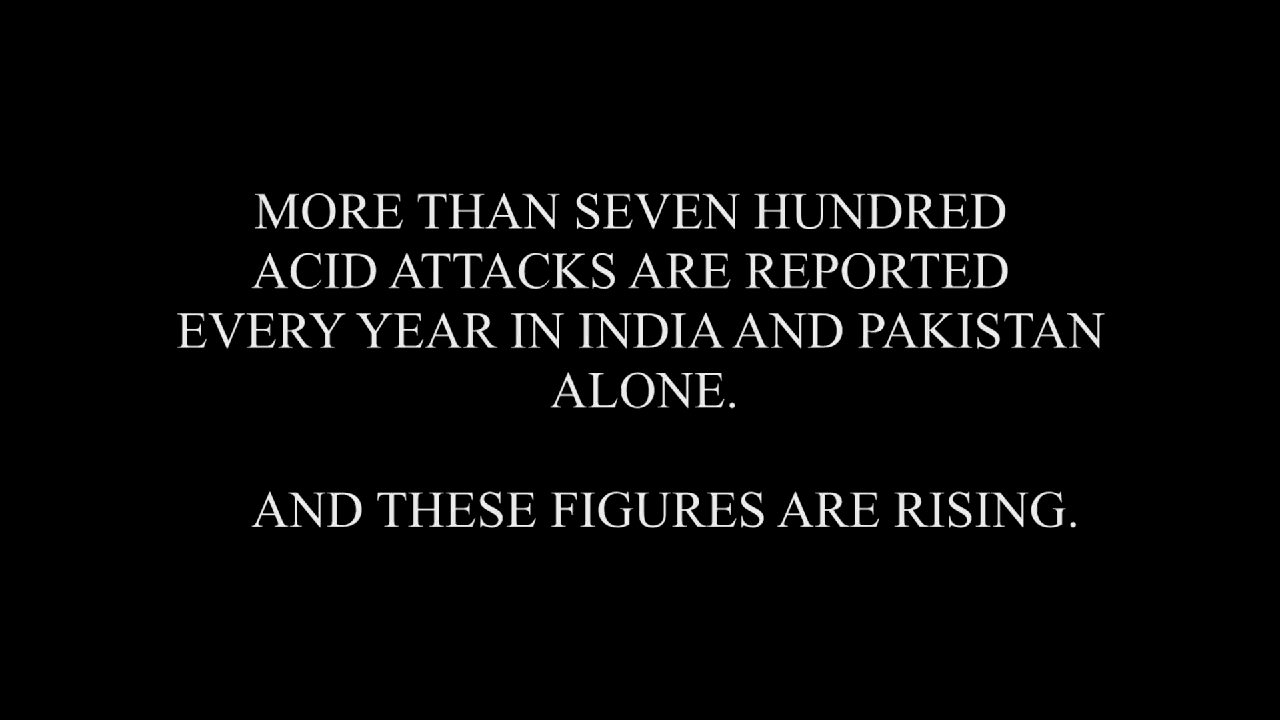 MORE THAN SEVEN HUNDRED
ACID ATTACKS ARE REPORTED
EVERY YEAR IN INDIA AND PAKISTAN
ALONE.
AND THESE FIGURES ARE RISING.